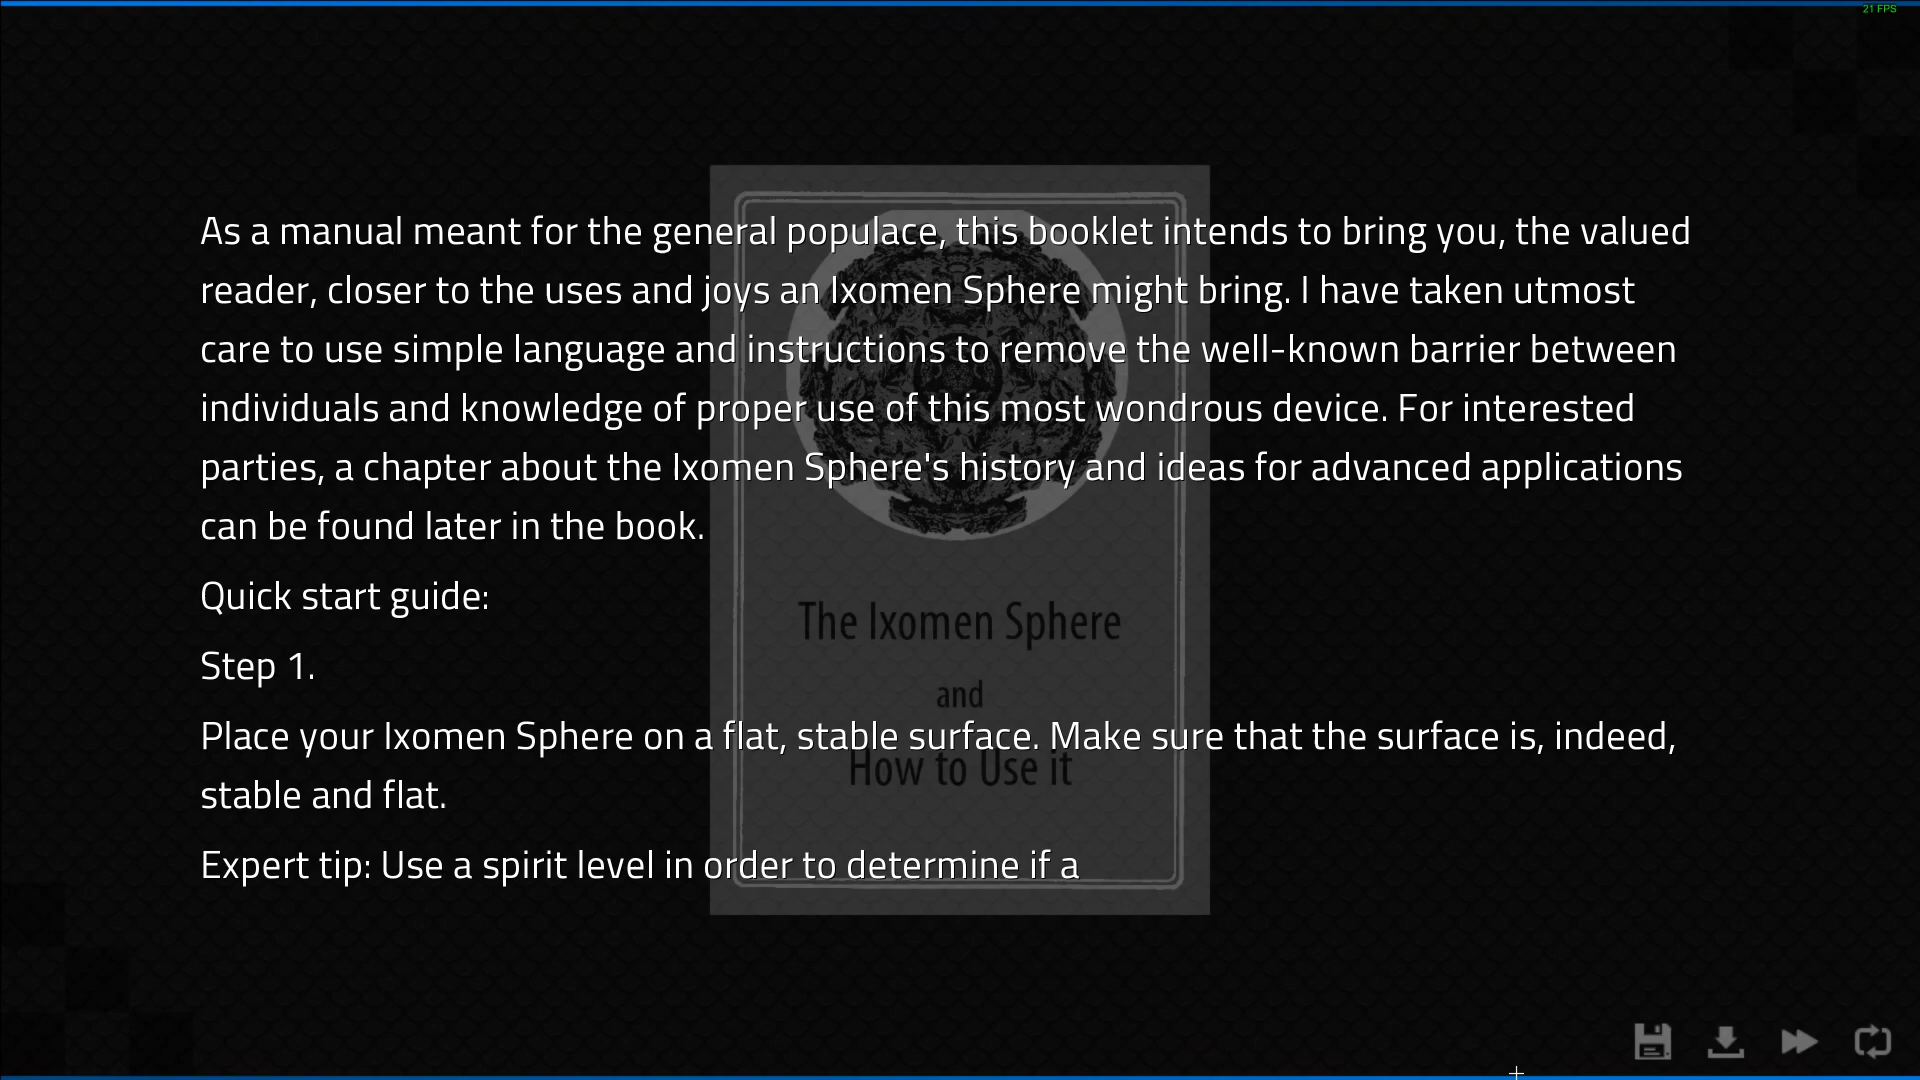 21 FPS
As a manual meant for the general populace, this booklet intends to bring you, the valued
reader, closer to the uses and joys an Ixomen Sphere might bring. I have taken utmost
care to use simple language and instructions to remove the well-known barrier between
individuals and knowledge of proper use of this most wondrous device. For interested
parties, a chapter about the Ixomen Sphere's history and ideas for advanced applications
can be found later in the book.
Quick start guide:
Step 1.
Place your Ixomen Sphere on a flat, stable surface. Make sure that the surface is, indeed,
stable and flat.
Expert tip: Use a spirit level in order to determine if a
The Ixomen Sphere
and
How to Use it